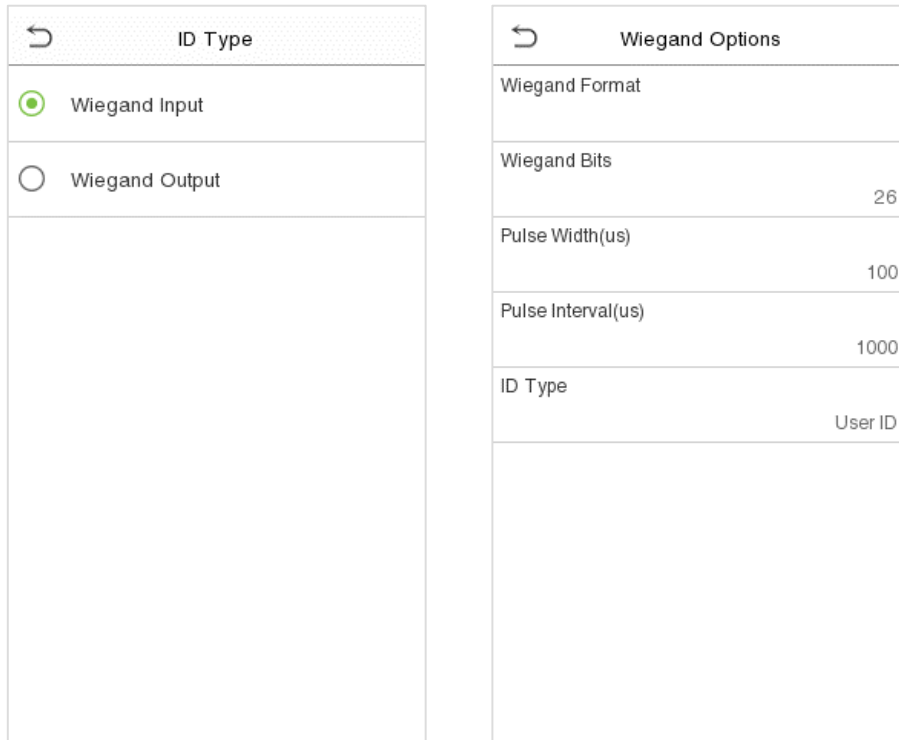 ID Type
Wiegand Input
Wiegand Output
Wiegand Options
Wiegand Format
Wiegand Bits
26
Pulse Width(us)
100
Pulse Interval(us)
1000
ID Type
User ID